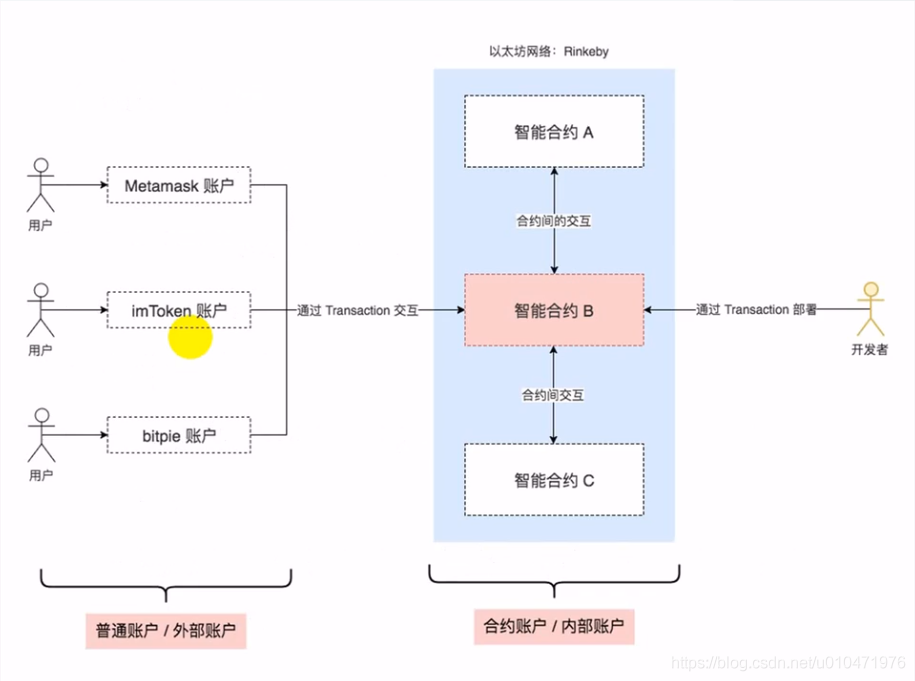 以太坊网络：Rinkeby
智能合约 A
合约间的交互
Metamask 账户
用户
imToken 账户
用户
通过 Transaction 交互
智能合约 B
通过 Transaction 部署
开发者
合约间交互
bitpie 账户
用户
智能合约 C
普通账户 / 外部账户
合约账户 / 内部账户
https://blog.csdn.net/u010471976